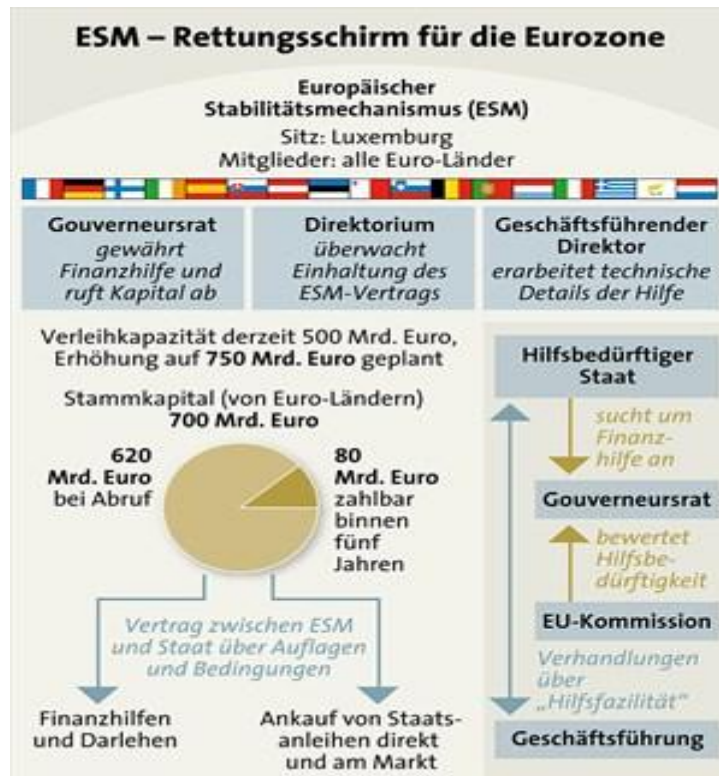 ESM – Rettungsschirm für die Eurozone
Europäischer
Stabilitätsmechanismus (ESM)
Sitz: Luxemburg
Mitglieder: alle Euro-Länder
Gouverneursrat
gewährt
Finanzhilfe und
ruft Kapital ab
Direktorium
überwacht
Einhaltung des
ESM-Vertrags
Geschäftsführender
Direktor
erarbeitet technische
Details der Hilfe
Verleihkapazität derzeit 500 Mrd. Euro,
Erhöhung auf 750 Mrd. Euro geplant
Stammkapital (von Euro-Ländern)
700 Mrd. Euro
620
Mrd. Euro
bei Abruf
80
Mrd. Euro
zahlbar
binnen
fünf
Jahren
Vertrag zwischen ESM
und Staat über Auflagen
und Bedingungen
Finanzhilfen
und Darlehen
Ankauf von Staats-
anleihen direkt
und am Markt
Hilfsbedürftiger
Staat
sucht um
Finanz-
hilfe an
Gouverneursrat
bewertet
Hilfsbe-
dürftigkeit
EU-Kommission
Verhandlungen
über
„Hilfsfazilität"
Geschäftsführung